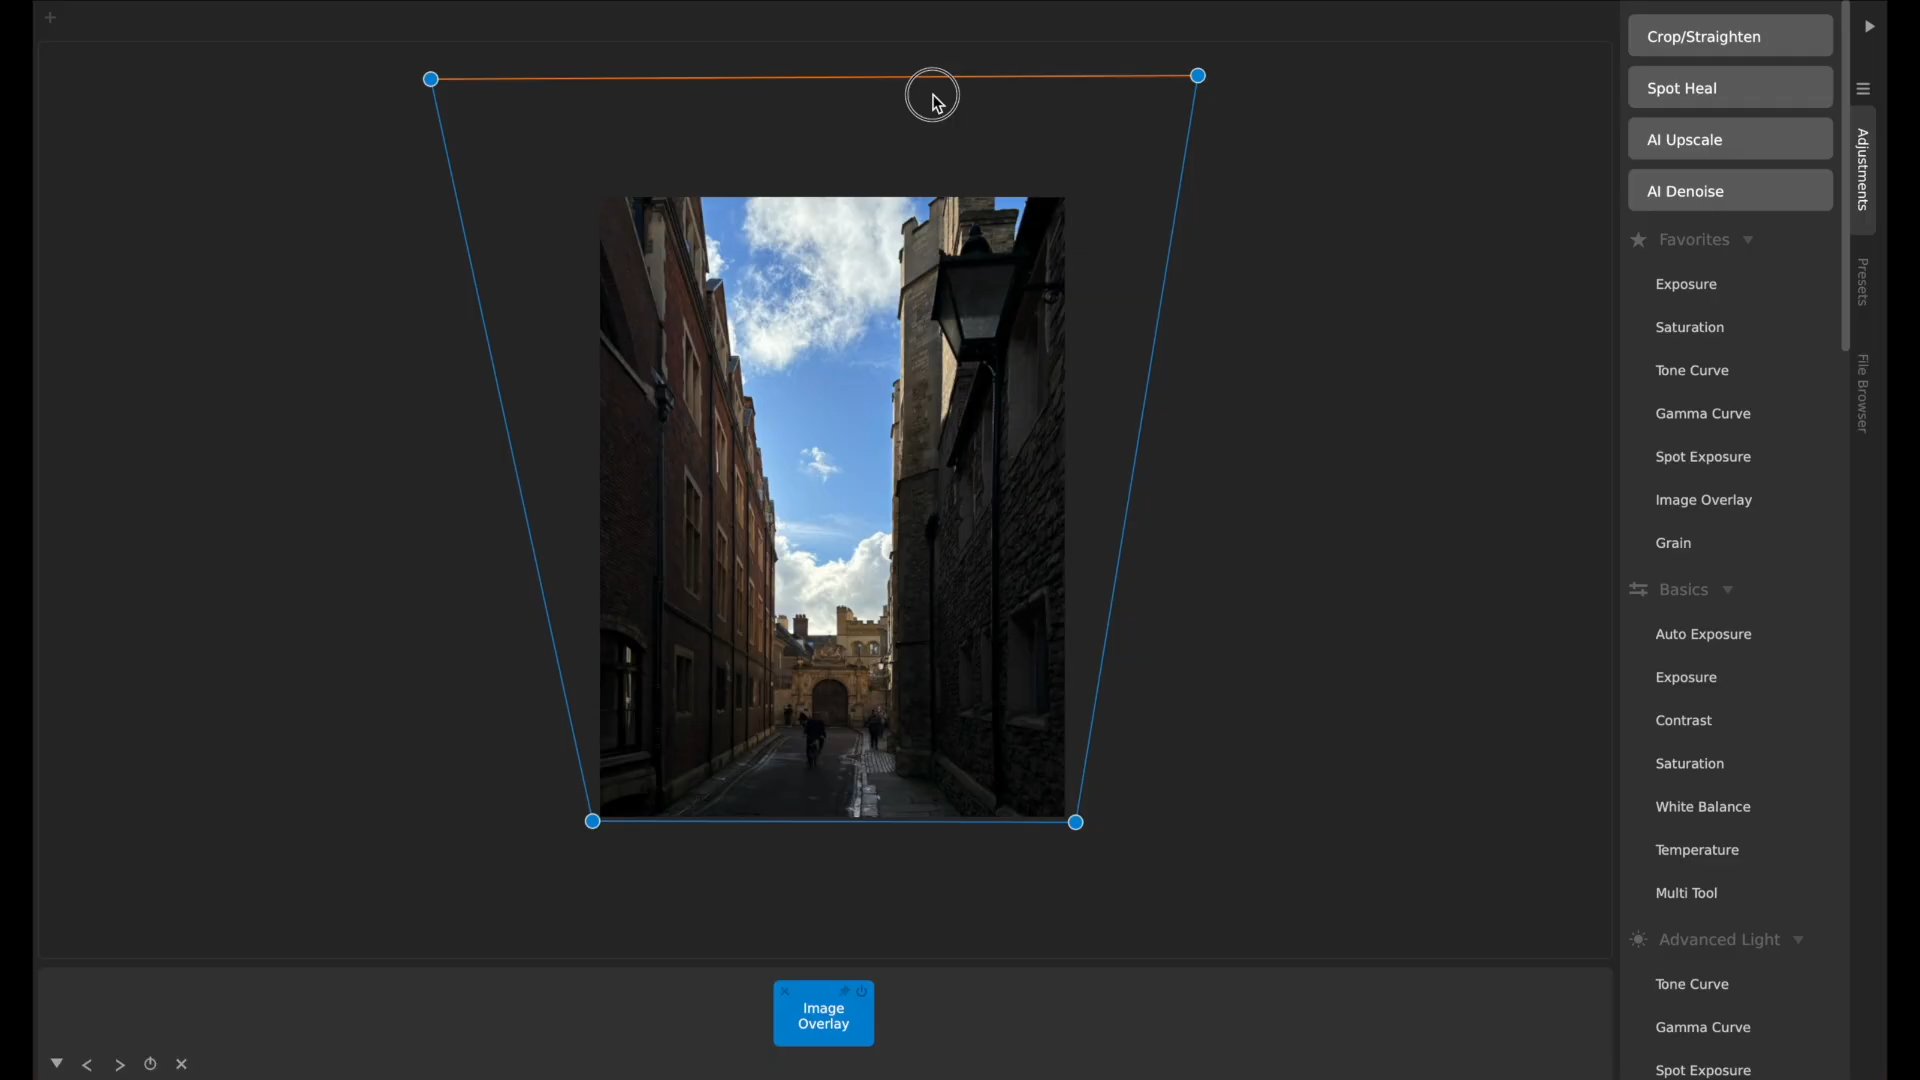 Crop/Straighten
Spot Heal
AI Upscale
AI Denoise
Favorites
Exposure
Saturation
Tone Curve
Gamma Curve
Spot Exposure
Image Overlay
Grain
Basics
Auto Exposure
Exposure
Contrast
Saturation
White Balance
Temperature
Multi Tool
Advanced Light
Tone Curve
Gamma Curve
Spot Exposure
Adjustments
Presets
File Browser
Image
Overlay